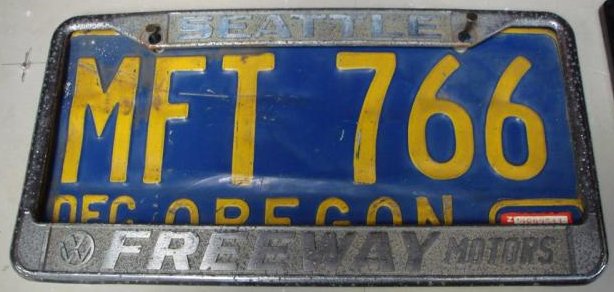 SEATTLE
MFT 766
DEC OREGON
FREEWAY MOTORS